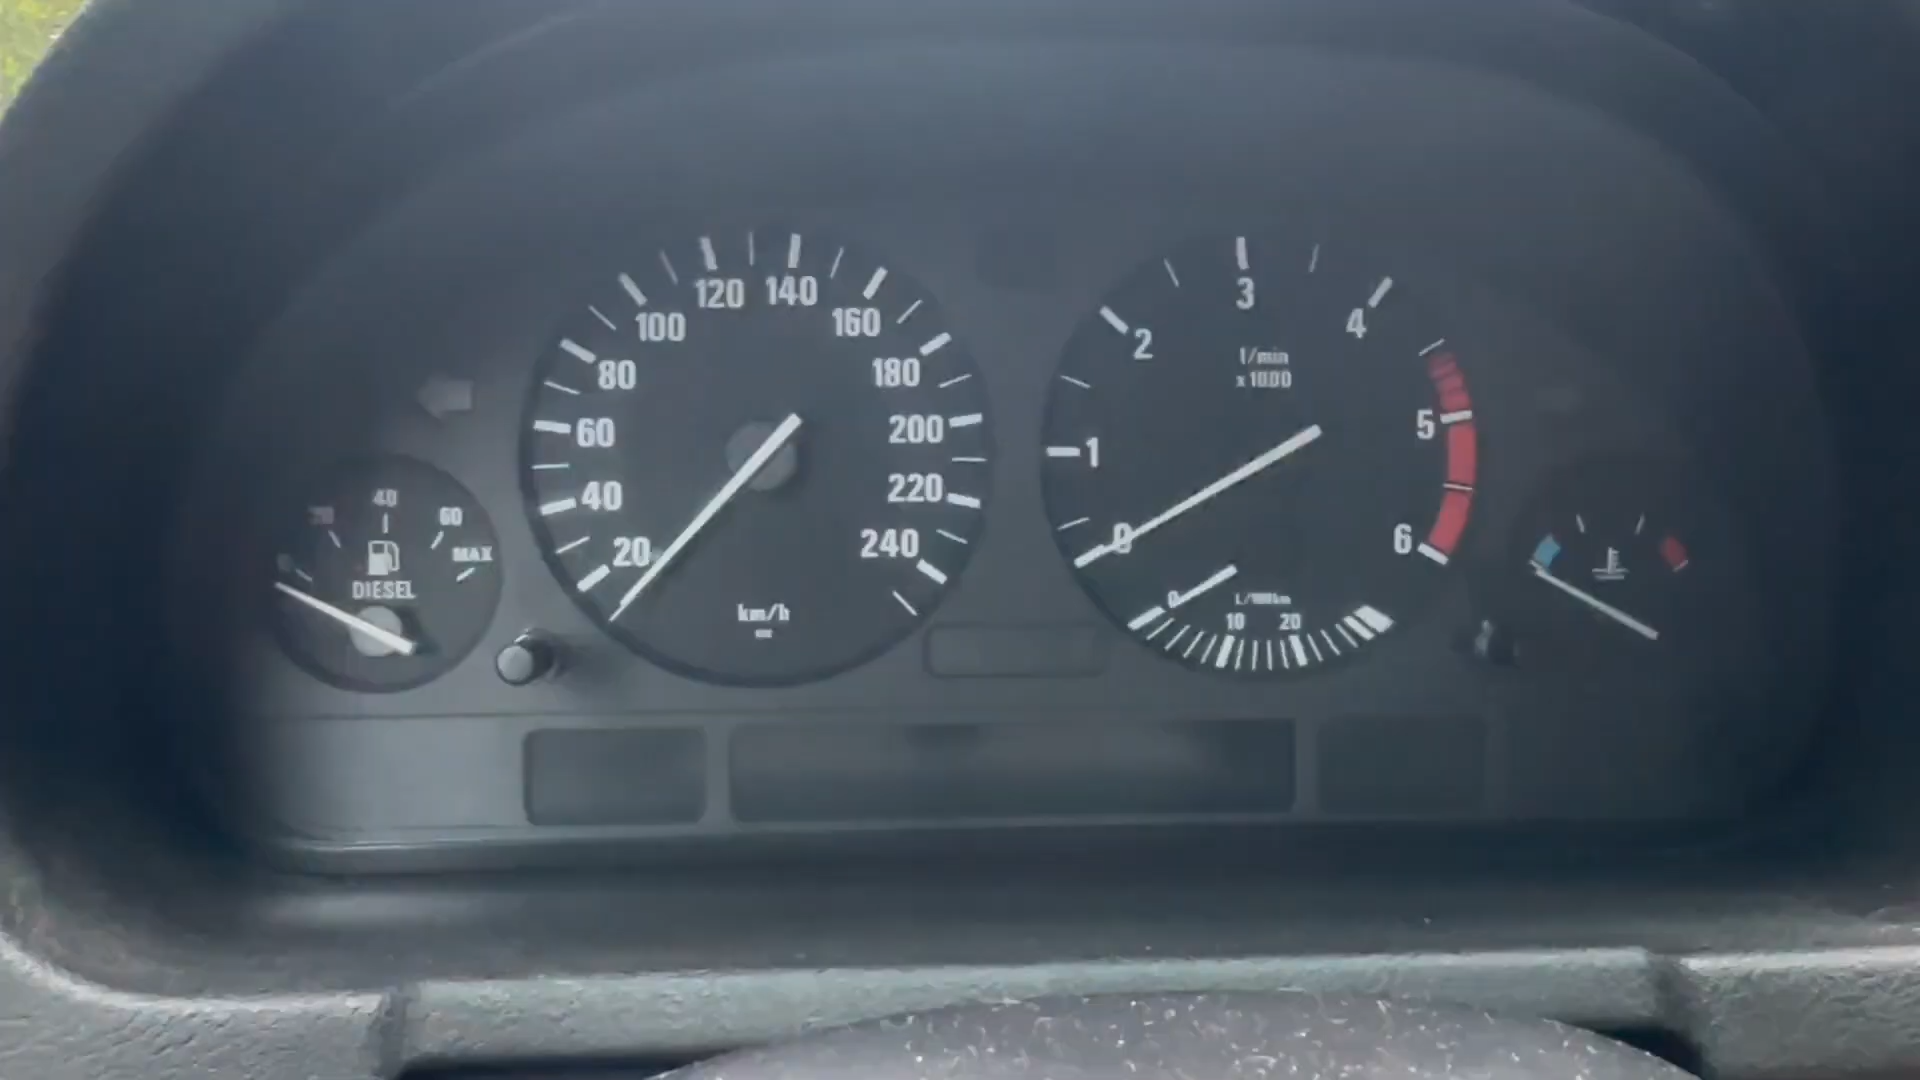 120 140
100 160
80 180
60 200
40 220
20 240
km/h
3
2 4
1/min
x 1000
1 5
0 6
0 L/100km
10 20
20 40 60
MAX
DIESEL